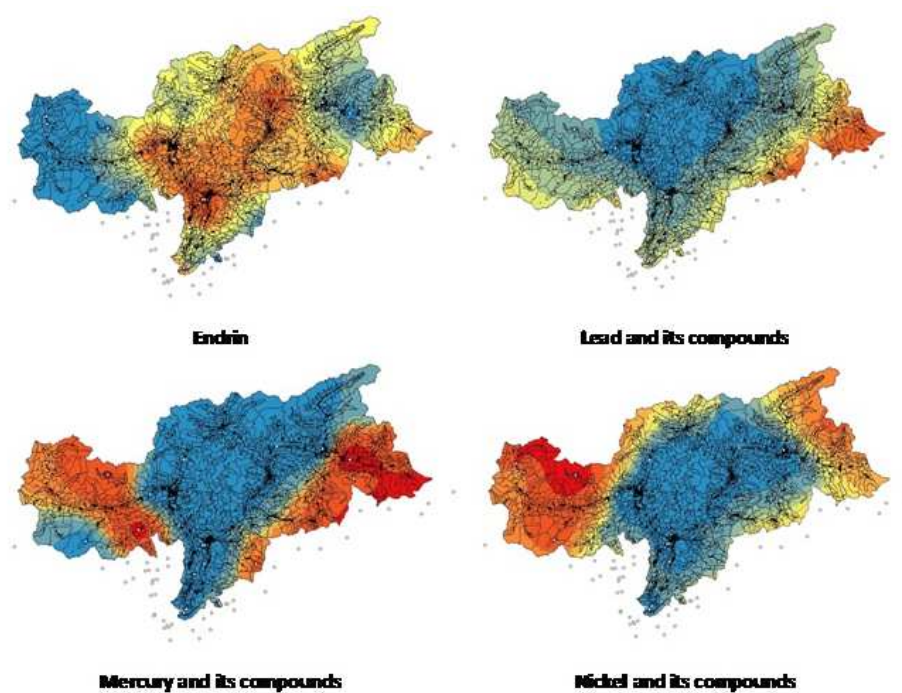 Endrin
Lead and its compounds
Mercury and its compounds
Nickel and its compounds